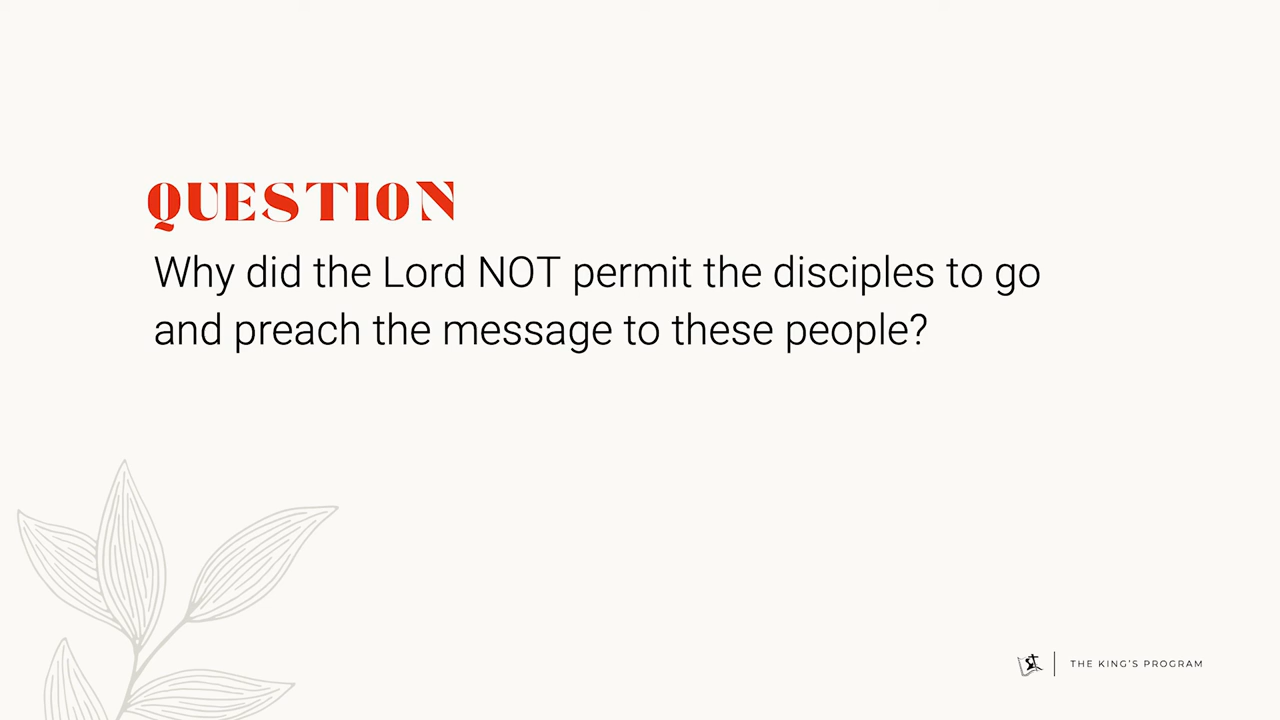 QUESTION
Why did the Lord NOT permit the disciples to go
and preach the message to these people?
THE KING'S PROGRAM